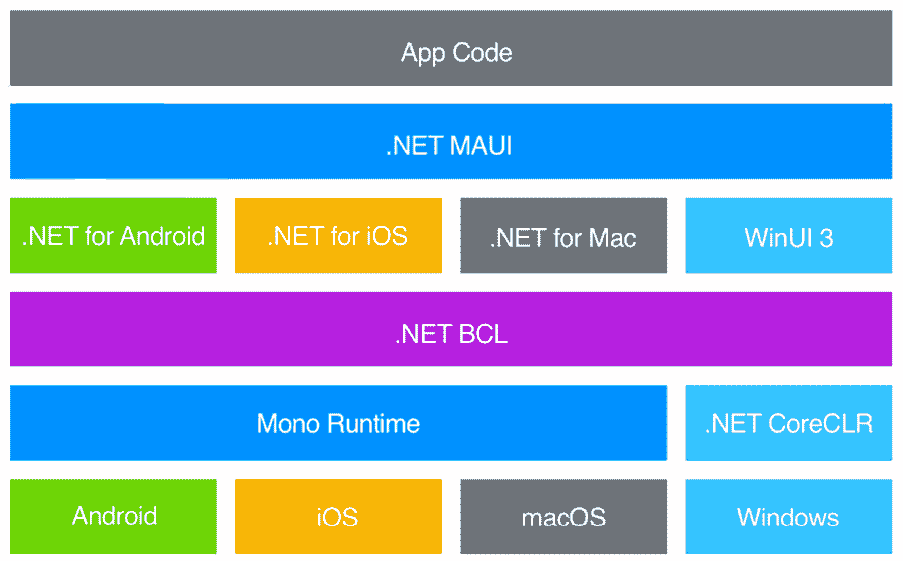 App Code
.NET MAUI
.NET for Android
.NET for iOS
.NET for Mac
WinUI 3
.NET BCL
Mono Runtime
.NET CoreCLR
Android
iOS
macOS
Windows